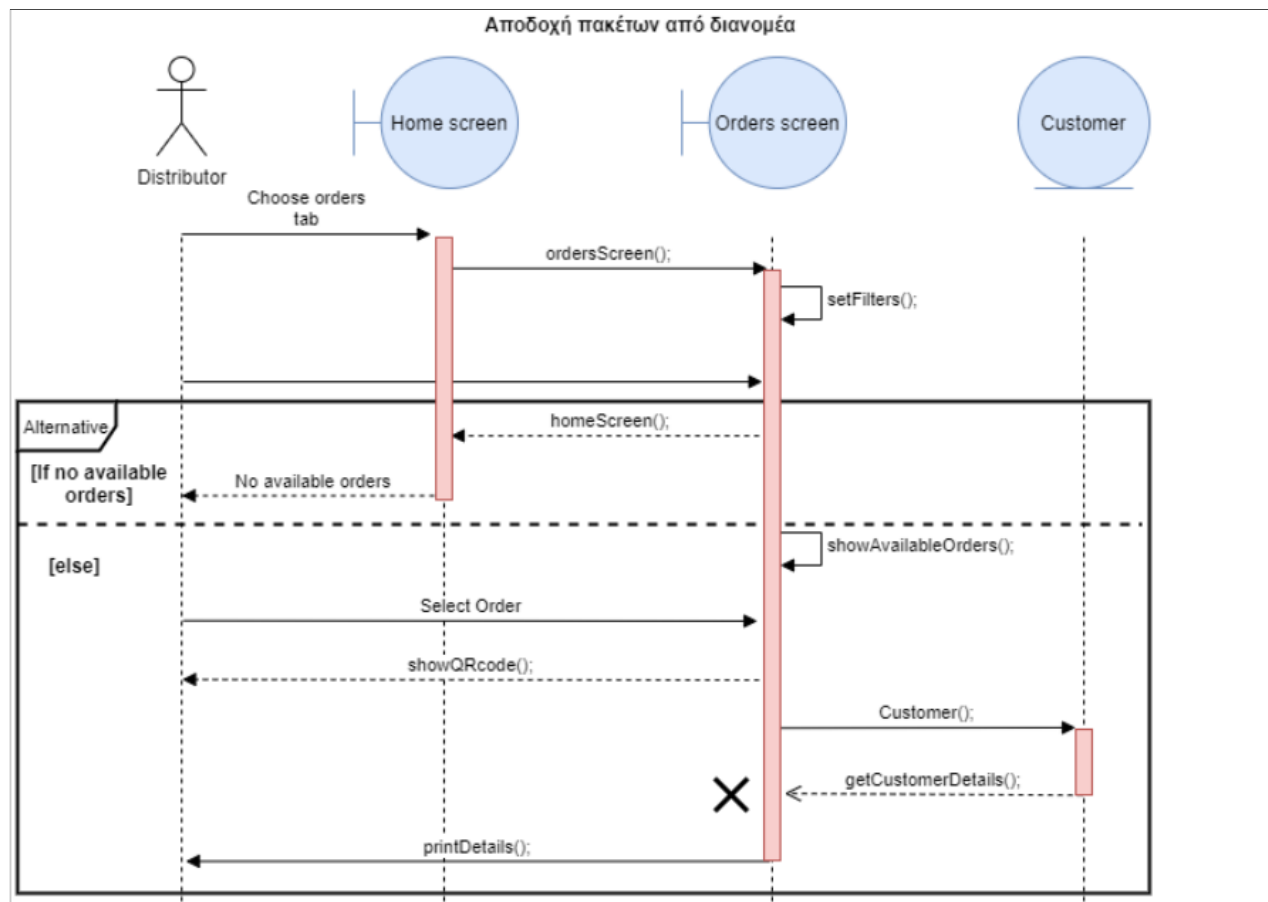 Αποδοχή πακέτων από διανομέα
Home screen
Orders screen
Customer
Distributor
Choose orders
tab
ordersScreen();
setFilters();
Alternative
homeScreen();
[If no available
orders]
No available orders
showAvailableOrders();
[else]
Select Order
showQRcode();
Customer();
getCustomerDetails();
printDetails();